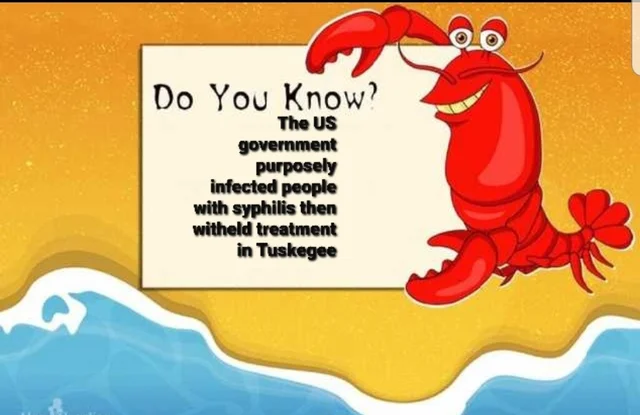 Do You Know?
The US
government
purposely
infected people
with syphilis then
witheld treatment
in Tuskegee